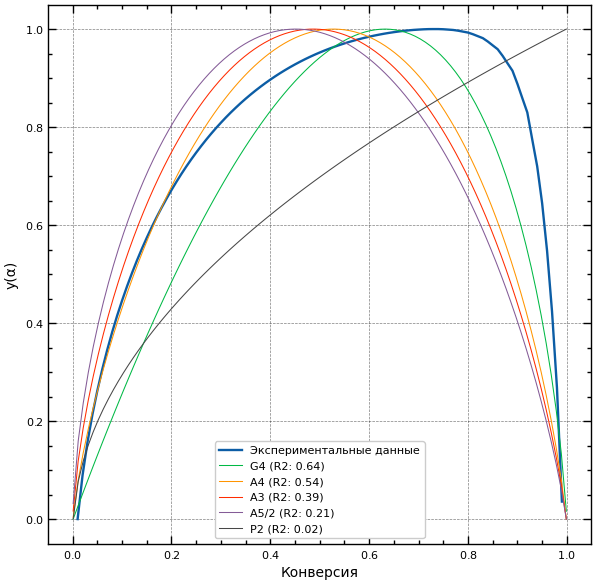 1.0
0.8
0.6
0.4
0.2
0.0
y(α)
Экспериментальные данные
G4 (R2: 0.64)
A4 (R2: 0.54)
A3 (R2: 0.39)
A5/2 (R2: 0.21)
P2 (R2: 0.02)
0.0 0.2 0.4 0.6 0.8 1.0
Конверсия